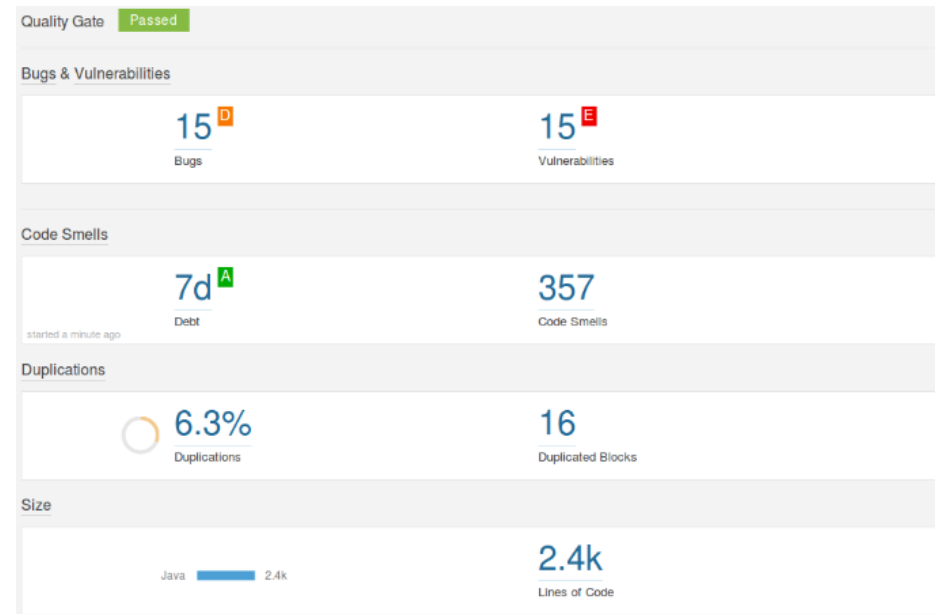 Quality Gate Passed
Bugs & Vulnerabilities
15 D 15 E
Bugs Vulnerabilities
Code Smells
7d A 357
Debt Code Smells
started a minute ago
Duplications
6.3% 16
Duplications Duplicated Blocks
Size
Java 2.4k 2.4k
Lines of Code